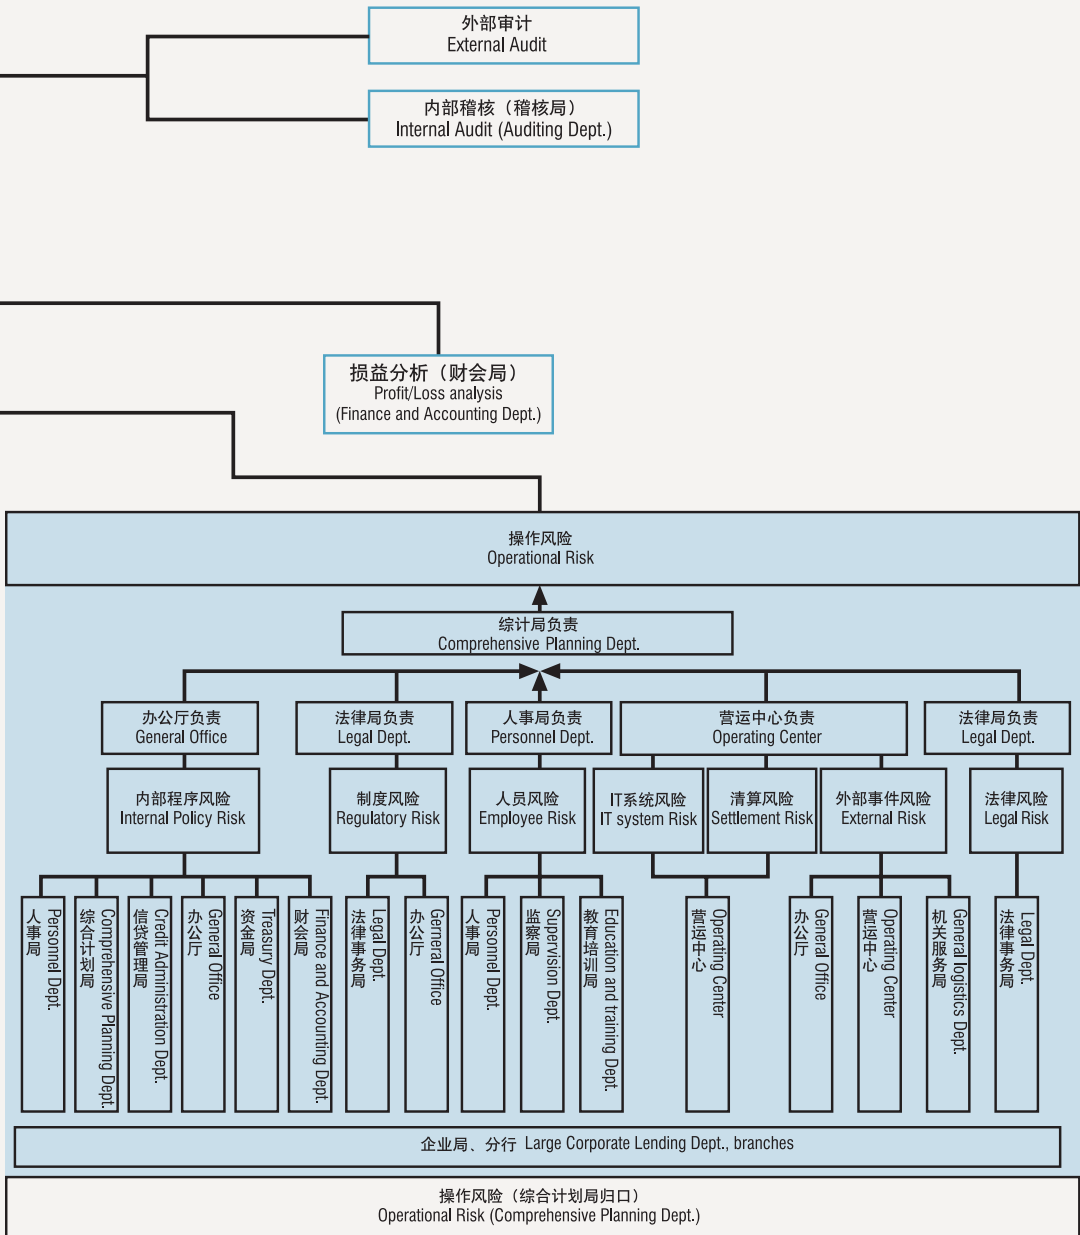 外部审计
External Audit
内部稽核（稽核局）
Internal Audit (Auditing Dept.)
损益分析（财会局）
Profit/Loss analysis
(Finance and Accounting Dept.)
操作风险
Operational Risk
综计局负责
Comprehensive Planning Dept.
办公厅负责
General Office
法律局负责
Legal Dept.
人事局负责
Personnel Dept.
营运中心负责
Operating Center
法律局负责
Legal Dept.
内部程序风险
Internal Policy Risk
制度风险
Regulatory Risk
人员风险
Employee Risk
IT系统风险
IT system Risk
清算风险
Settlement Risk
外部事件风险
External Risk
法律风险
Legal Risk
人事局
Personnel Dept.
综合计划局
Comprehensive Planning Dept.
信贷管理局
Credit Administration Dept.
办公厅
General Office
资金局
Treasury Dept.
财会局
Finance and Accounting Dept.
法律事务局
Legal Dept.
办公厅
Gerneral Office
人事局
Personnel Dept.
监察局
Supervision Dept.
教育培训局
Education and training Dept.
营运中心
Operating Center
办公厅
General Office
营运中心
Operating Center
机关服务局
General logistics Dept.
法律事务局
Legal Dept.
企业局、分行 Large Corporate Lending Dept., branches
操作风险（综合计划局归口）
Operational Risk (Comprehensive Planning Dept.)